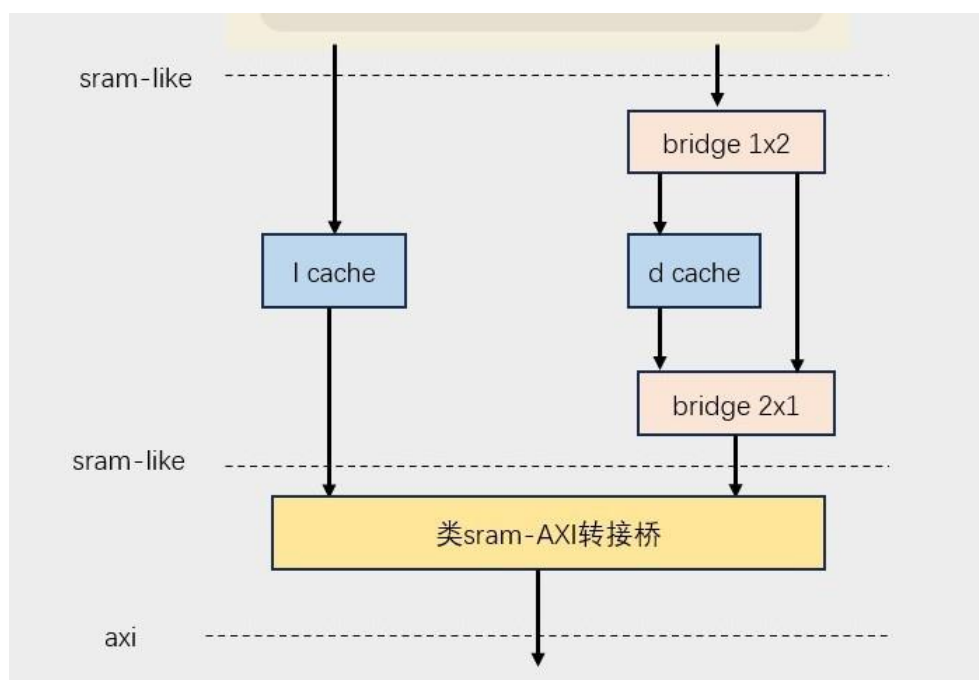 sram-like
bridge 1x2
I cache
d cache
bridge 2x1
sram-like
类sram-AXI转接桥
axi